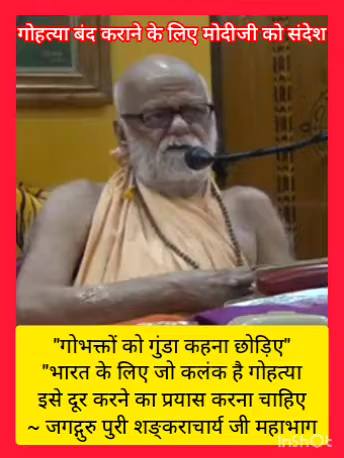 गोहत्या बंद कराने के लिए मोदीजी को संदेश
"गोभक्तों को गुंडा कहना छोड़िए"
"भारत के लिए जो कलंक है गोहत्या
इसे दूर करने का प्रयास करना चाहिए
~ जगद्गुरु पुरी शङ्कराचार्य जी महाभाग
InShOt